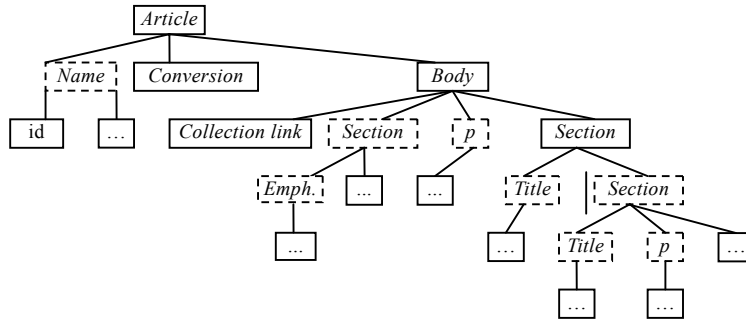 Article
Name Conversion Body
id … Collection link Section p Section
Emph. ... … Title Section
... … Title p …
… …